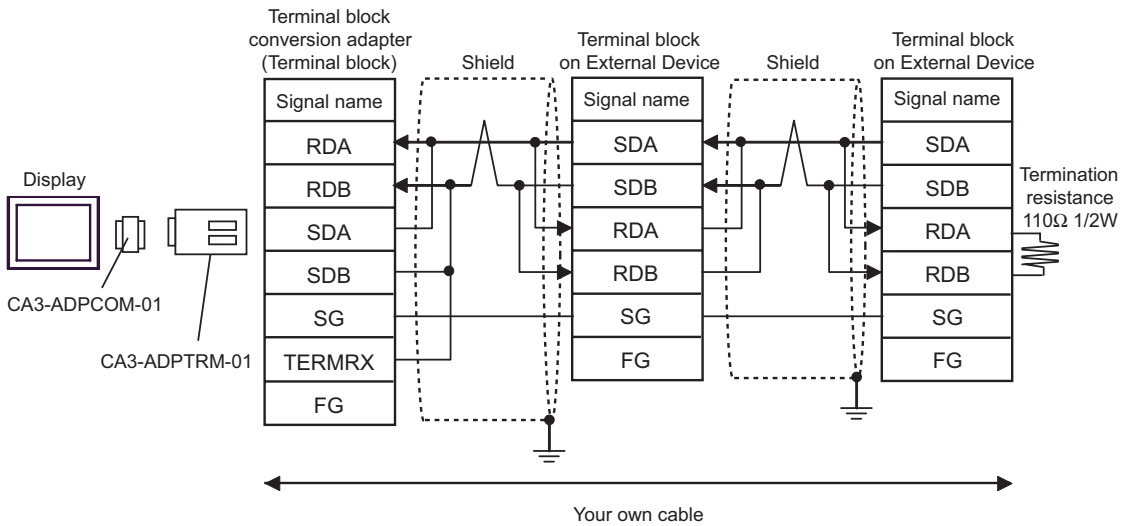 Terminal block
conversion adapter
(Terminal block)
Shield
Terminal block
on External Device
Shield
Terminal block
on External Device
Signal name
RDA
RDB
SDA
SDB
SG
TERMRX
FG
Signal name
SDA
SDB
RDA
RDB
SG
FG
Signal name
SDA
SDB
RDA
RDB
SG
FG
Termination
resistance
110Ω 1/2W
Display
CA3-ADPCOM-01
CA3-ADPTRM-01
Your own cable